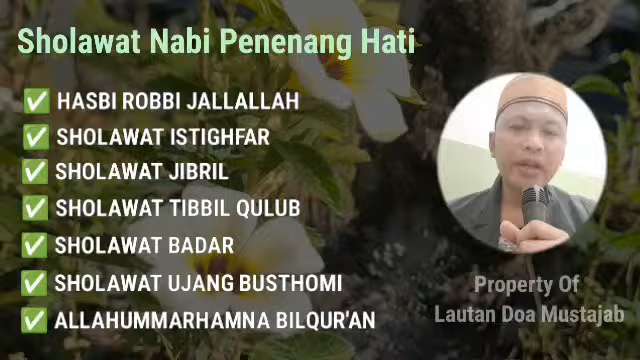 Sholawat Nabi Penenang Hati
✅ HASBI ROBBI JALLALLAH
✅ SHOLAWAT ISTIGHFAR
✅ SHOLAWAT JIBRIL
✅ SHOLAWAT TIBBIL QULUB
✅ SHOLAWAT BADAR
✅ SHOLAWAT UJANG BUSTHOMI
✅ ALLAHUMMARHAMNA BILQUR'AN
Property Of
Lautan Doa Mustajab